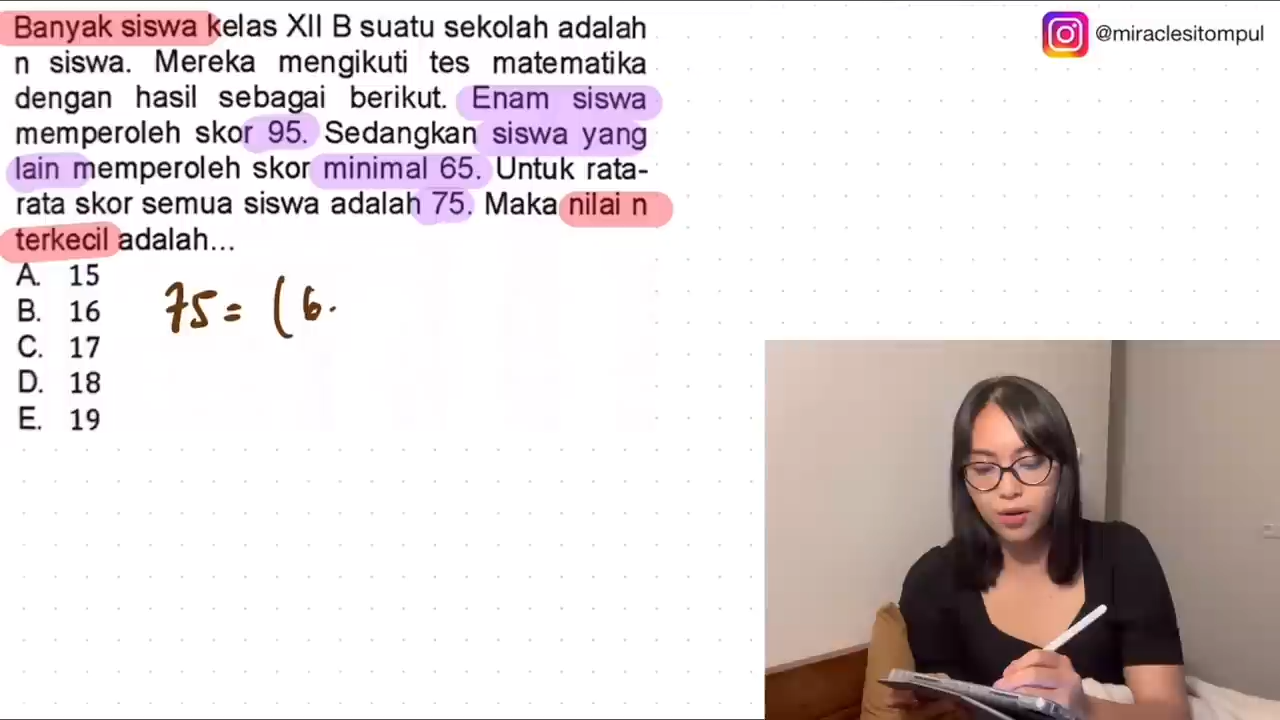 Banyak siswa kelas XII B suatu sekolah adalah
n siswa. Mereka mengikuti tes matematika
dengan hasil sebagai berikut. Enam siswa
memperoleh skor 95. Sedangkan siswa yang
lain memperoleh skor minimal 65. Untuk rata-
rata skor semua siswa adalah 75. Maka nilai n
terkecil adalah...
A. 15
B. 16
C. 17
D. 18
E. 19
75 = ( 6.
@miraclesitompul